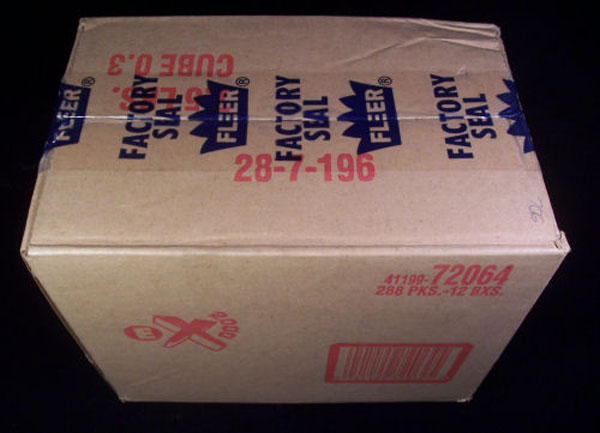 CUBE 0.3
FLEER®
FACTORY
SEAL
FLEER®
FACTORY
SEAL
FLEER®
FACTORY
SEAL
28-7-196
41199-72064
288 PKS.-12 BXS.